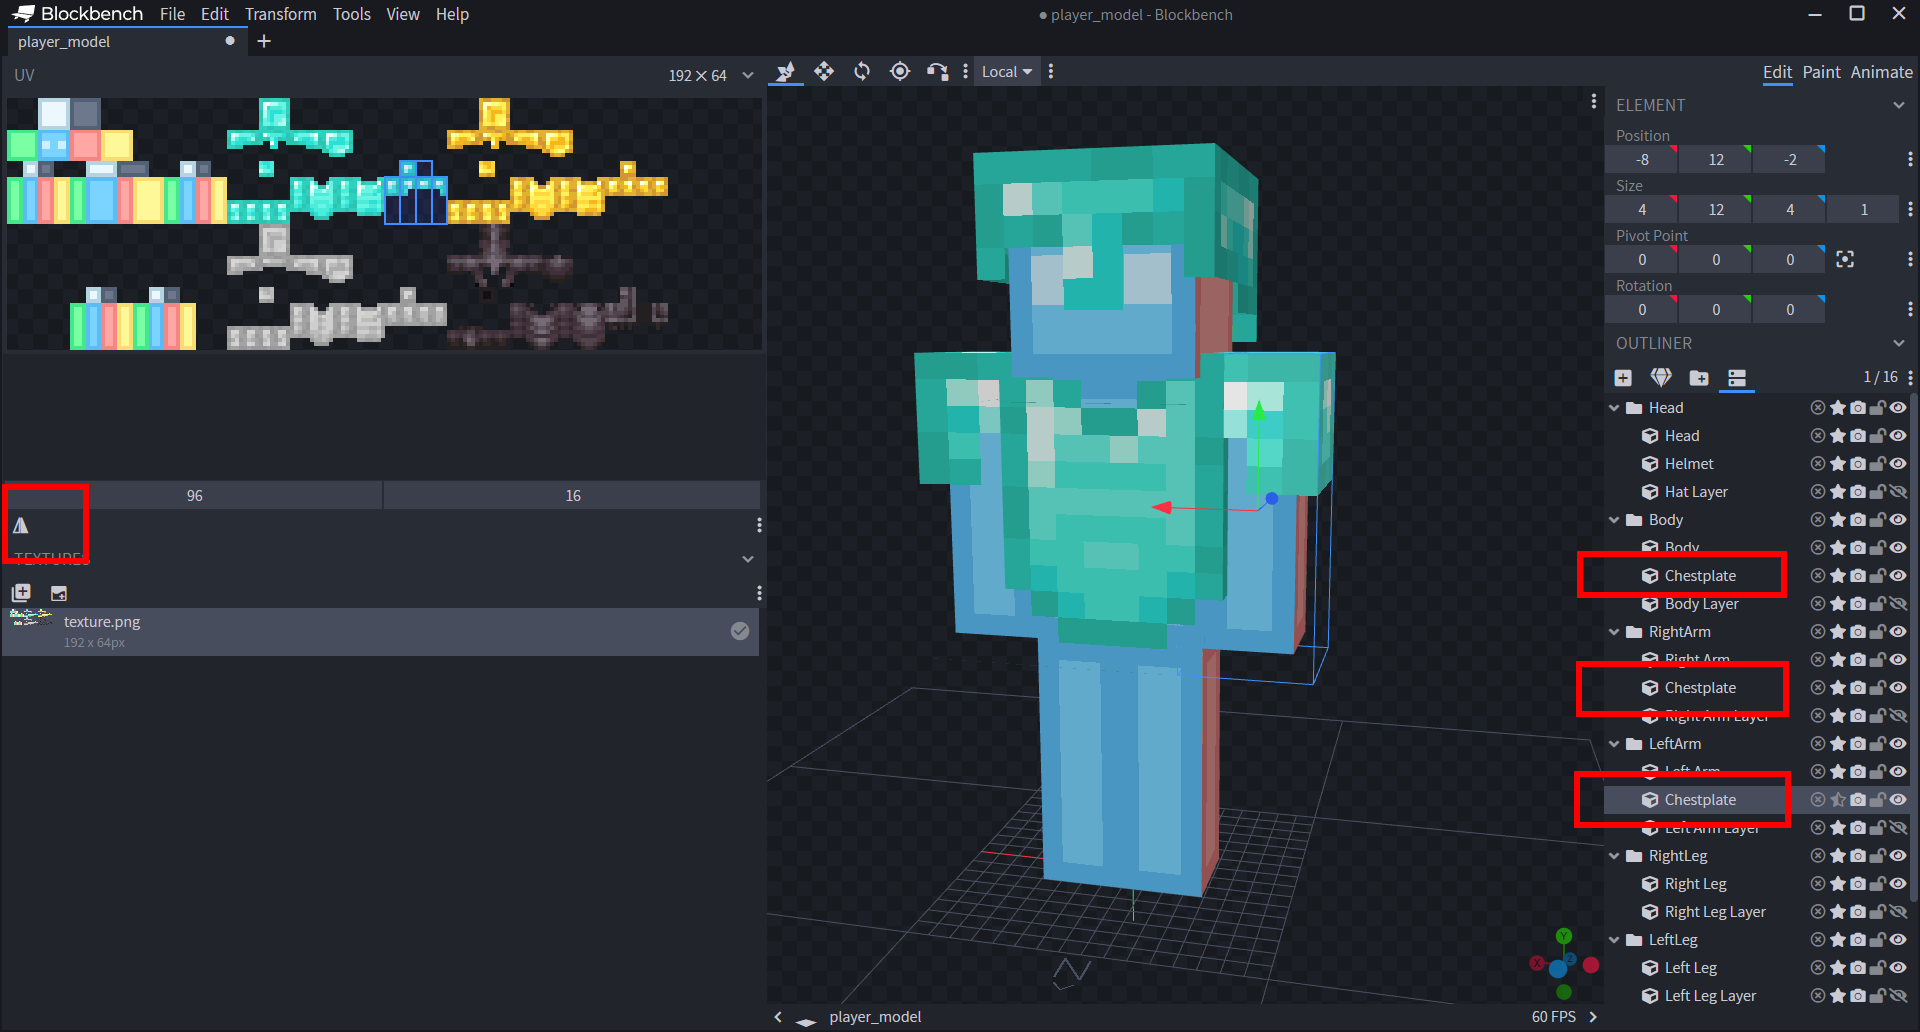 Blockbench File Edit Transform Tools View Help
● player_model - Blockbench
player_model
UV
192 × 64
Local
Edit Paint Animate
96
16
TEXTURES
texture.png
192 x 64px
ELEMENT
Position
-8 12 -2
Size
4 12 4 1
Pivot Point
0 0 0
Rotation
0 0 0
OUTLINER
1 / 16
Head
Head
Helmet
Hat Layer
Body
Body
Chestplate
Body Layer
RightArm
Right Arm
Chestplate
Right Arm Layer
LeftArm
Left Arm
Chestplate
Left Arm Layer
RightLeg
Right Leg
Right Leg Layer
LeftLeg
Left Leg
Left Leg Layer
Y
X
Z
player_model
60 FPS